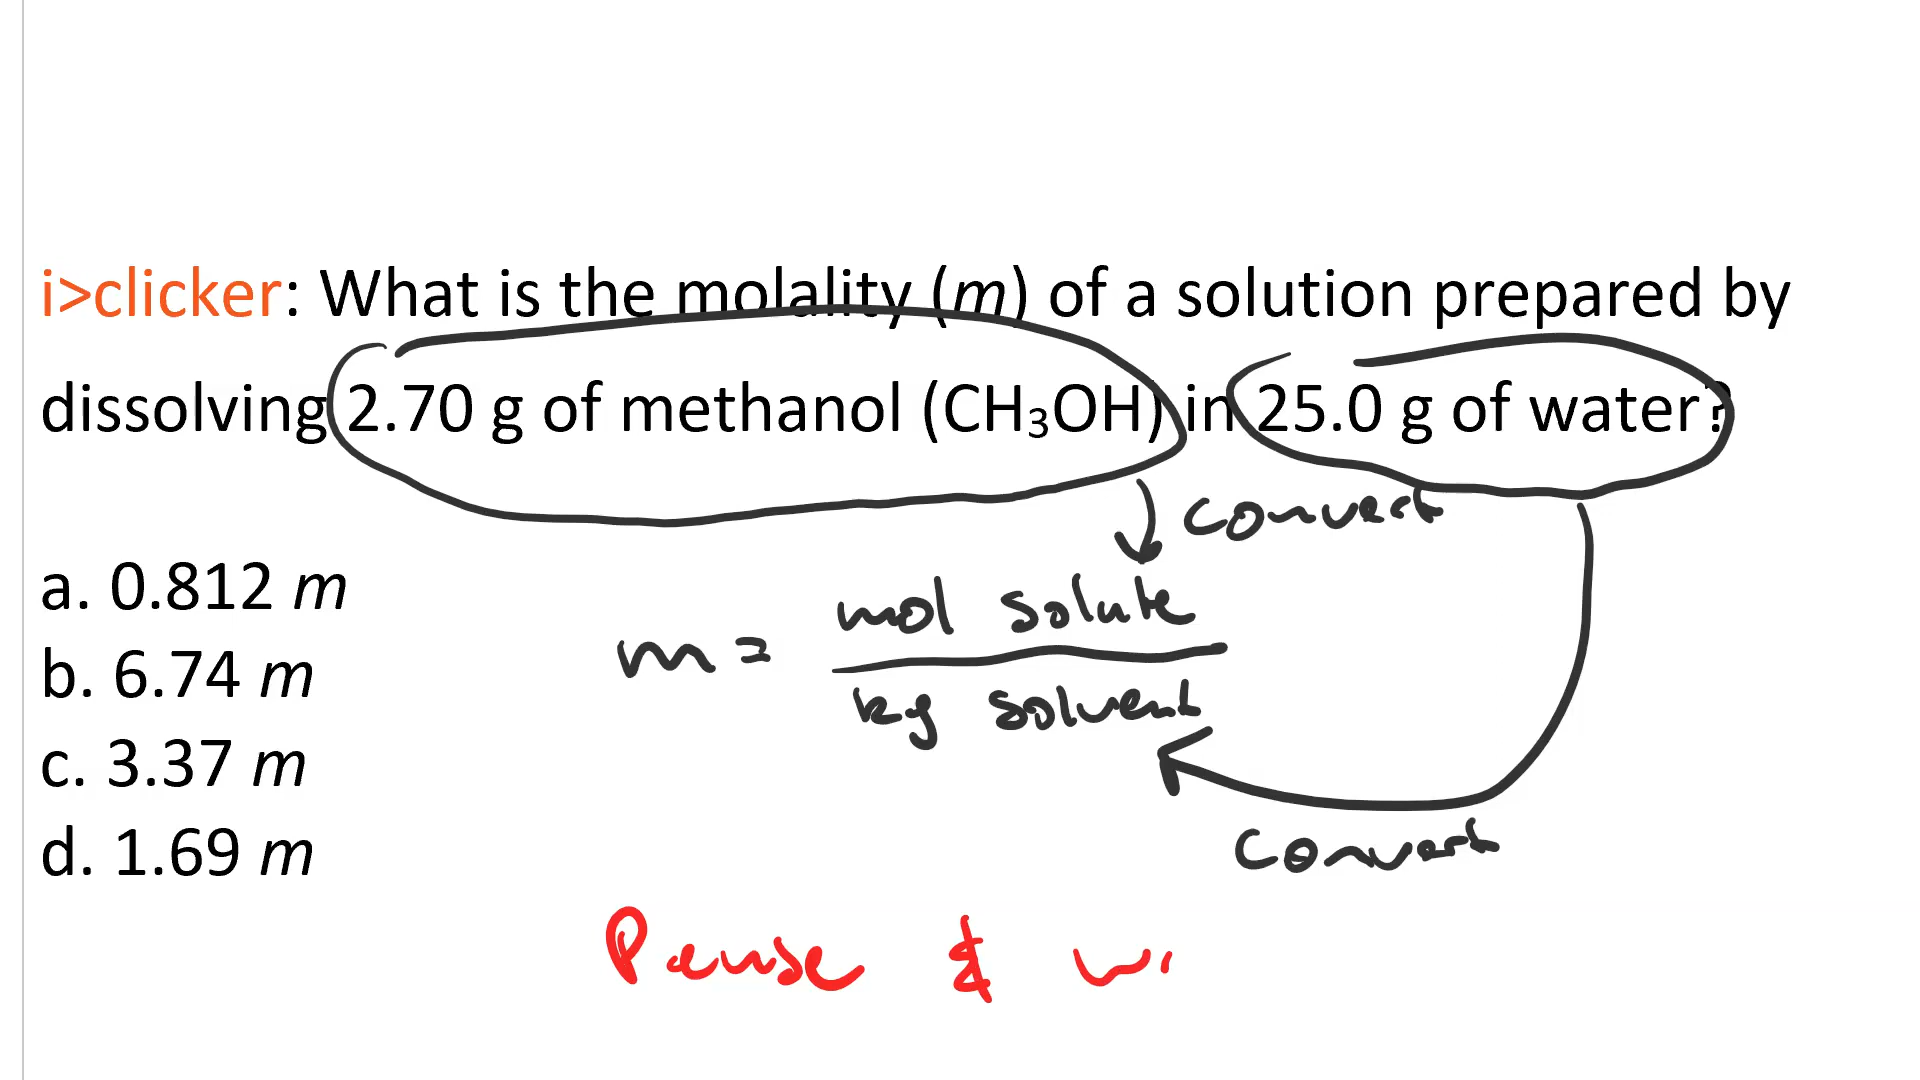 i>clicker: What is the molality (m) of a solution prepared by
dissolving 2.70 g of methanol (CH₃OH) in 25.0 g of water?
convert
a. 0.812 m
mol solute
m =
b. 6.74 m
kg solvent
c. 3.37 m
d. 1.69 m
convert
Pause &